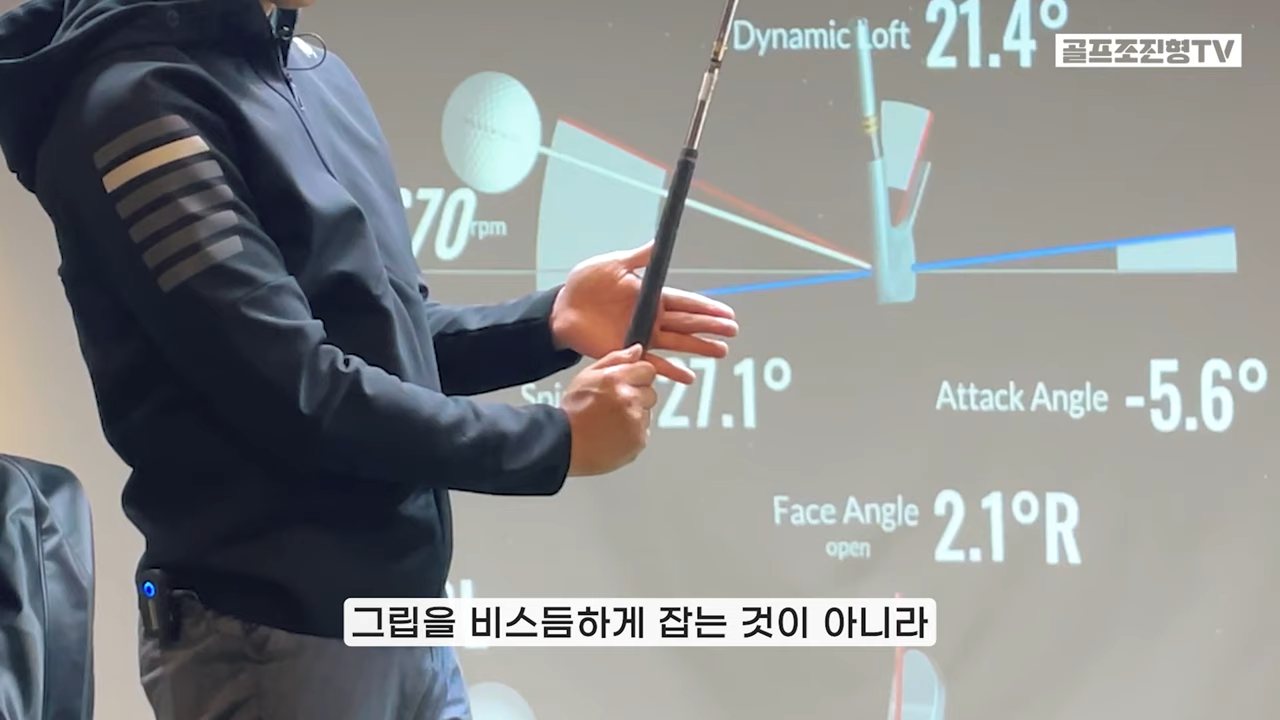 Dynamic Loft 21.4°
골프조진형TV
670 rpm
27.1°
Attack Angle -5.6°
Face Angle 2.1°R
open
그립을 비스듬하게 잡는 것이 아니라